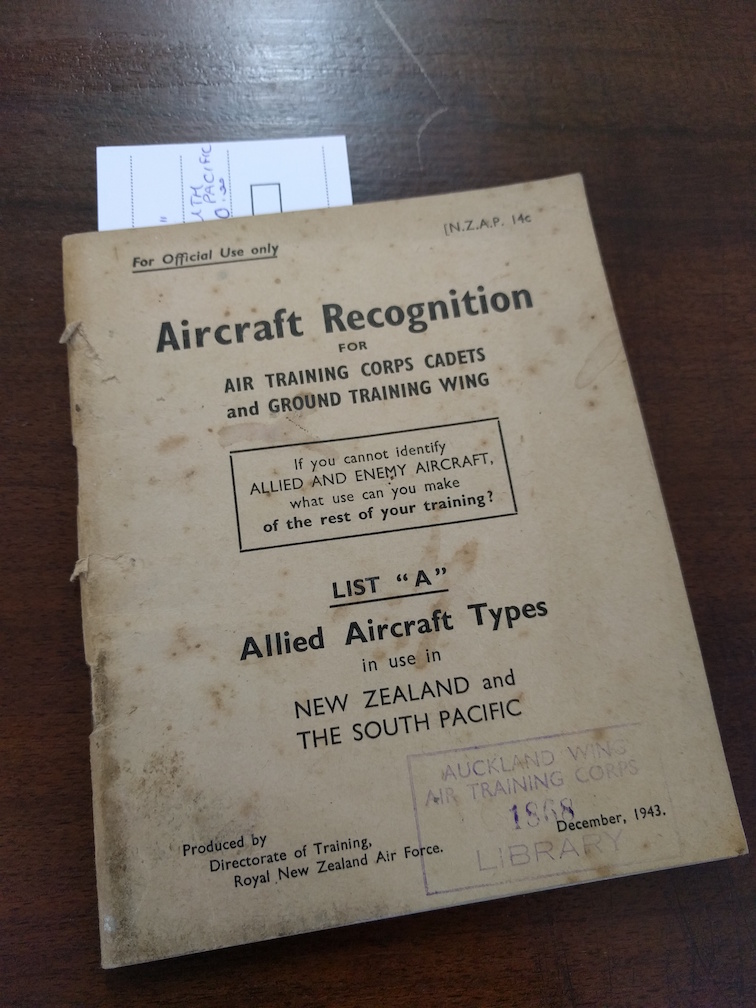 UTH
PACIFIC
For Official Use only
[N.Z.A.P. 14c
Aircraft Recognition
FOR
AIR TRAINING CORPS CADETS
and GROUND TRAINING WING
If you cannot identify
ALLIED AND ENEMY AIRCRAFT,
what use can you make
of the rest of your training?
LIST “A”
Allied Aircraft Types
in use in
NEW ZEALAND and
THE SOUTH PACIFIC
AUCKLAND WING
AIR TRAINING CORPS
1868
LIBRARY
December, 1943.
Produced by
Directorate of Training,
Royal New Zealand Air Force.